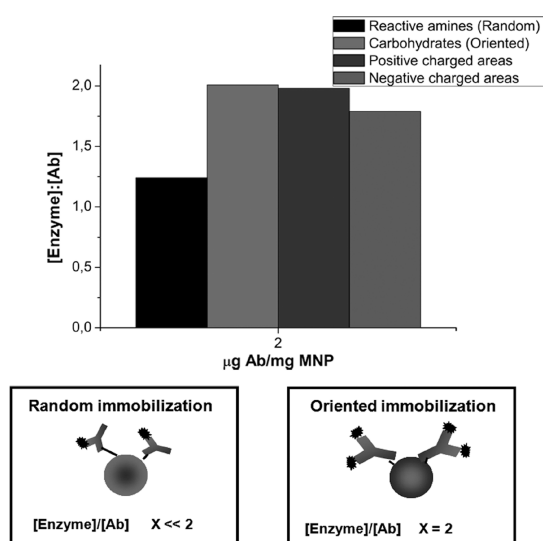 Reactive amines (Random)
Carbohydrates (Oriented)
Positive charged areas
Negative charged areas
2,0
1,5
1,0
0,5
0,0
[Enzyme]:[Ab]
2
µg Ab/mg MNP
Random immobilization
[Enzyme]/[Ab] X << 2
Oriented immobilization
[Enzyme]/[Ab] X = 2